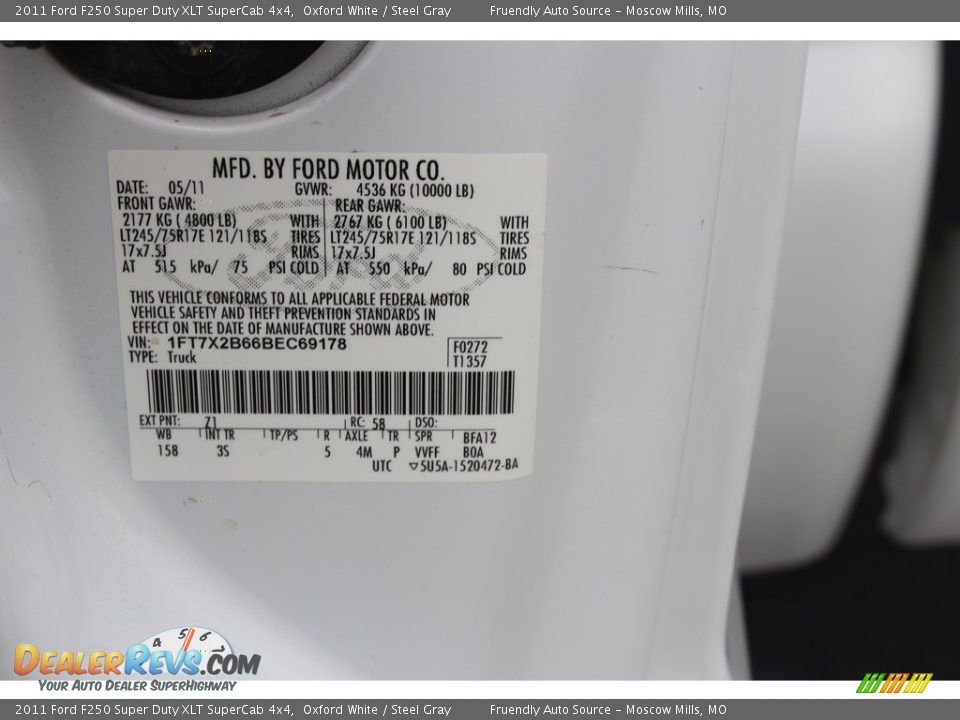 2011 Ford F250 Super Duty XLT SuperCab 4x4, Oxford White / Steel Gray Fruendly Auto Source - Moscow Mills, MO
MFD. BY FORD MOTOR CO.
DATE: 05/11 GVWR: 4536 KG (10000 LB)
FRONT GAWR: REAR GAWR:
2177 KG ( 4800 LB) WITH 2767 KG ( 6100 LB) WITH
LT245/75R17E 121/118S TIRES LT245/75R17E 121/118S TIRES
17x7.5J RIMS 17x7.5J RIMS
AT 515 kPa/ 75 PSI COLD AT 550 kPa/ 80 PSI COLD
Ford
THIS VEHICLE CONFORMS TO ALL APPLICABLE FEDERAL MOTOR
VEHICLE SAFETY AND THEFT PREVENTION STANDARDS IN
EFFECT ON THE DATE OF MANUFACTURE SHOWN ABOVE.
VIN: 1FT7X2B66BEC69178 F0272
TYPE: Truck T1357
EXT PNT: Z1 RC: 58 DSO:
WB INT TR TP/PS R AXLE TR SPR BFA12
158 3S 5 4M P VVFF B0A
UTC ▽5U5A-1520472-BA
4 5 6
DEALERREVS.COM
YOUR AUTO DEALER SUPERHIGHWAY
2011 Ford F250 Super Duty XLT SuperCab 4x4, Oxford White / Steel Gray Fruendly Auto Source - Moscow Mills, MO